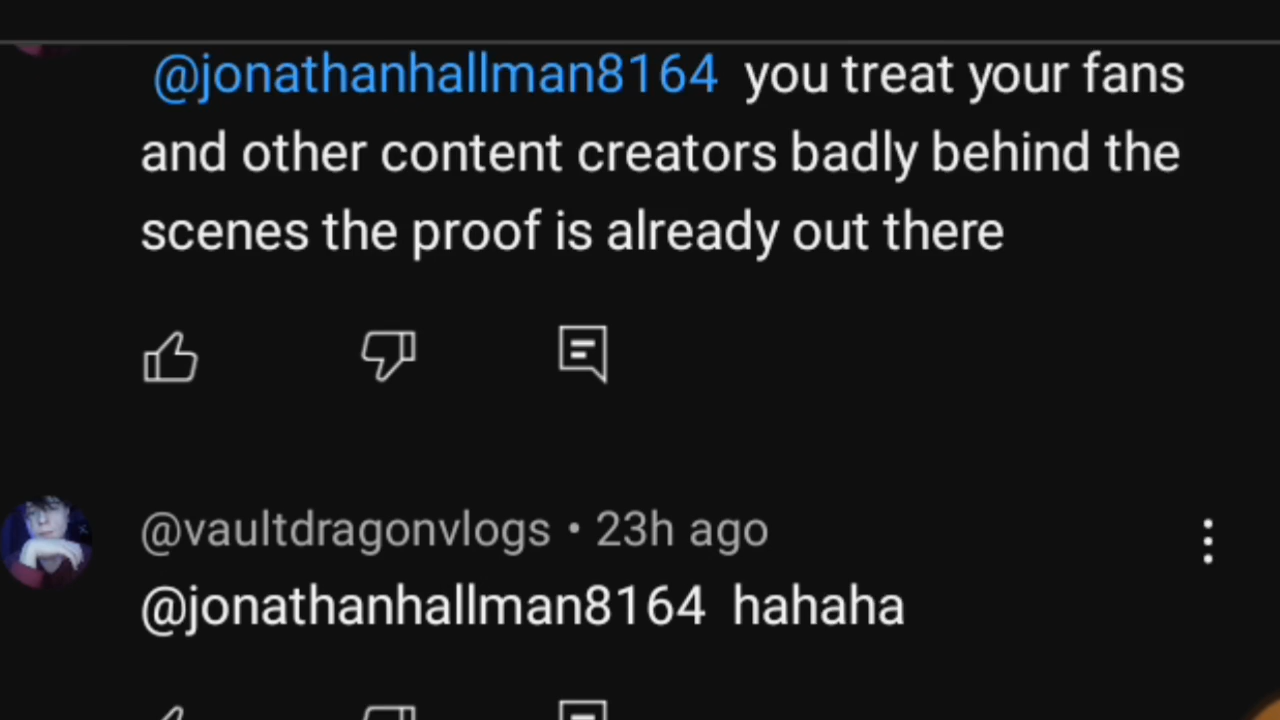 @jonathanhallman8164 you treat your fans
and other content creators badly behind the
scenes the proof is already out there
@vaultdragonvlogs • 23h ago
@jonathanhallman8164 hahaha